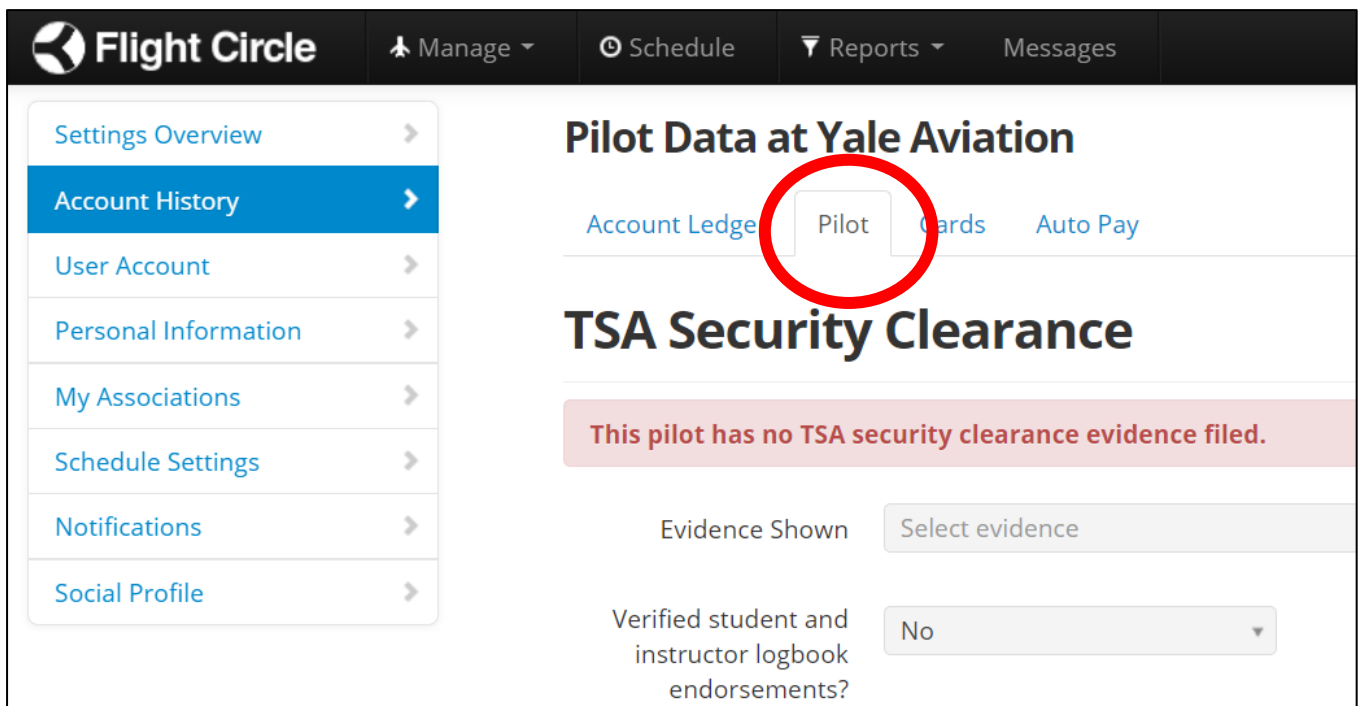 Flight Circle Manage Schedule Reports Messages
Settings Overview
Account History
User Account
Personal Information
My Associations
Schedule Settings
Notifications
Social Profile
Pilot Data at Yale Aviation
Account Ledge Pilot Cards Auto Pay
TSA Security Clearance
This pilot has no TSA security clearance evidence filed.
Evidence Shown Select evidence
Verified student and
instructor logbook
endorsements?
No